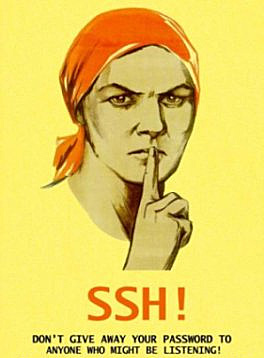 SSH!
DON'T GIVE AWAY YOUR PASSWORD TO
ANYONE WHO MIGHT BE LISTENING!